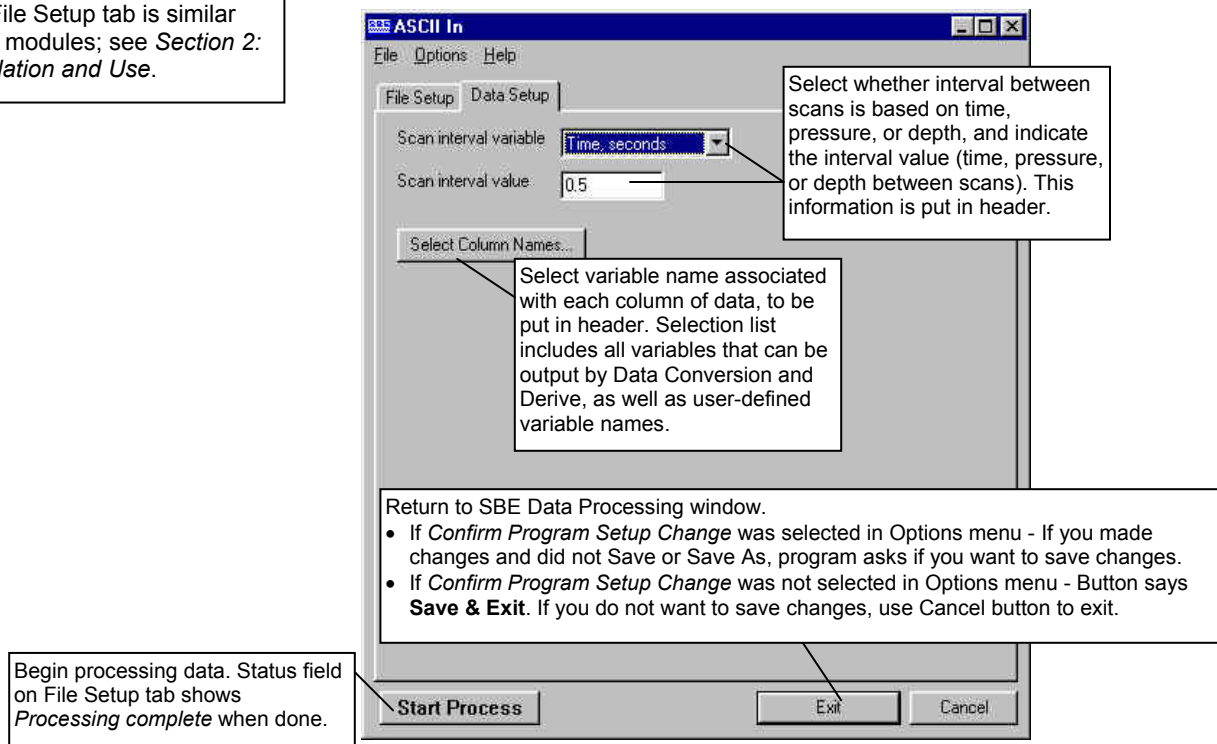 File Setup tab is similar
modules; see Section 2:
and Use.
ASCII In
File Options Help
File Setup Data Setup
Scan interval variable Time, seconds
Scan interval value 0.5
Select Column Names...
Select whether interval between
scans is based on time,
pressure, or depth, and indicate
the interval value (time, pressure,
or depth between scans). This
information is put in header.
Select variable name associated
with each column of data, to be
put in header. Selection list
includes all variables that can be
output by Data Conversion and
Derive, as well as user-defined
variable names.
Return to SBE Data Processing window.
• If Confirm Program Setup Change was selected in Options menu - If you made
changes and did not Save or Save As, program asks if you want to save changes.
• If Confirm Program Setup Change was not selected in Options menu - Button says
Save & Exit. If you do not want to save changes, use Cancel button to exit.
Begin processing data. Status field
on File Setup tab shows
Processing complete when done.
Start Process Exit Cancel